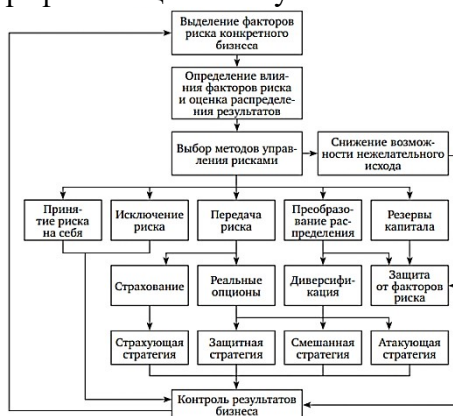 Выделение факторов
риска конкретного
бизнеса
Определение влия-
ния факторов риска
и оценка распределе-
ния результатов
Выбор методов управ-
ления рисками
Снижение возмож-
ности нежелательного
исхода
Приня-
тие риска
на себя
Исключение
риска
Передача
риска
Преобразо-
вание рас-
пределения
Резервы
капитала
Страхование
Реальные
опционы
Диверсифи-
кация
Защита
от факторов
риска
Страхующая
стратегия
Защитная
стратегия
Смешанная
стратегия
Атакующая
стратегия
Контроль результатов
бизнеса